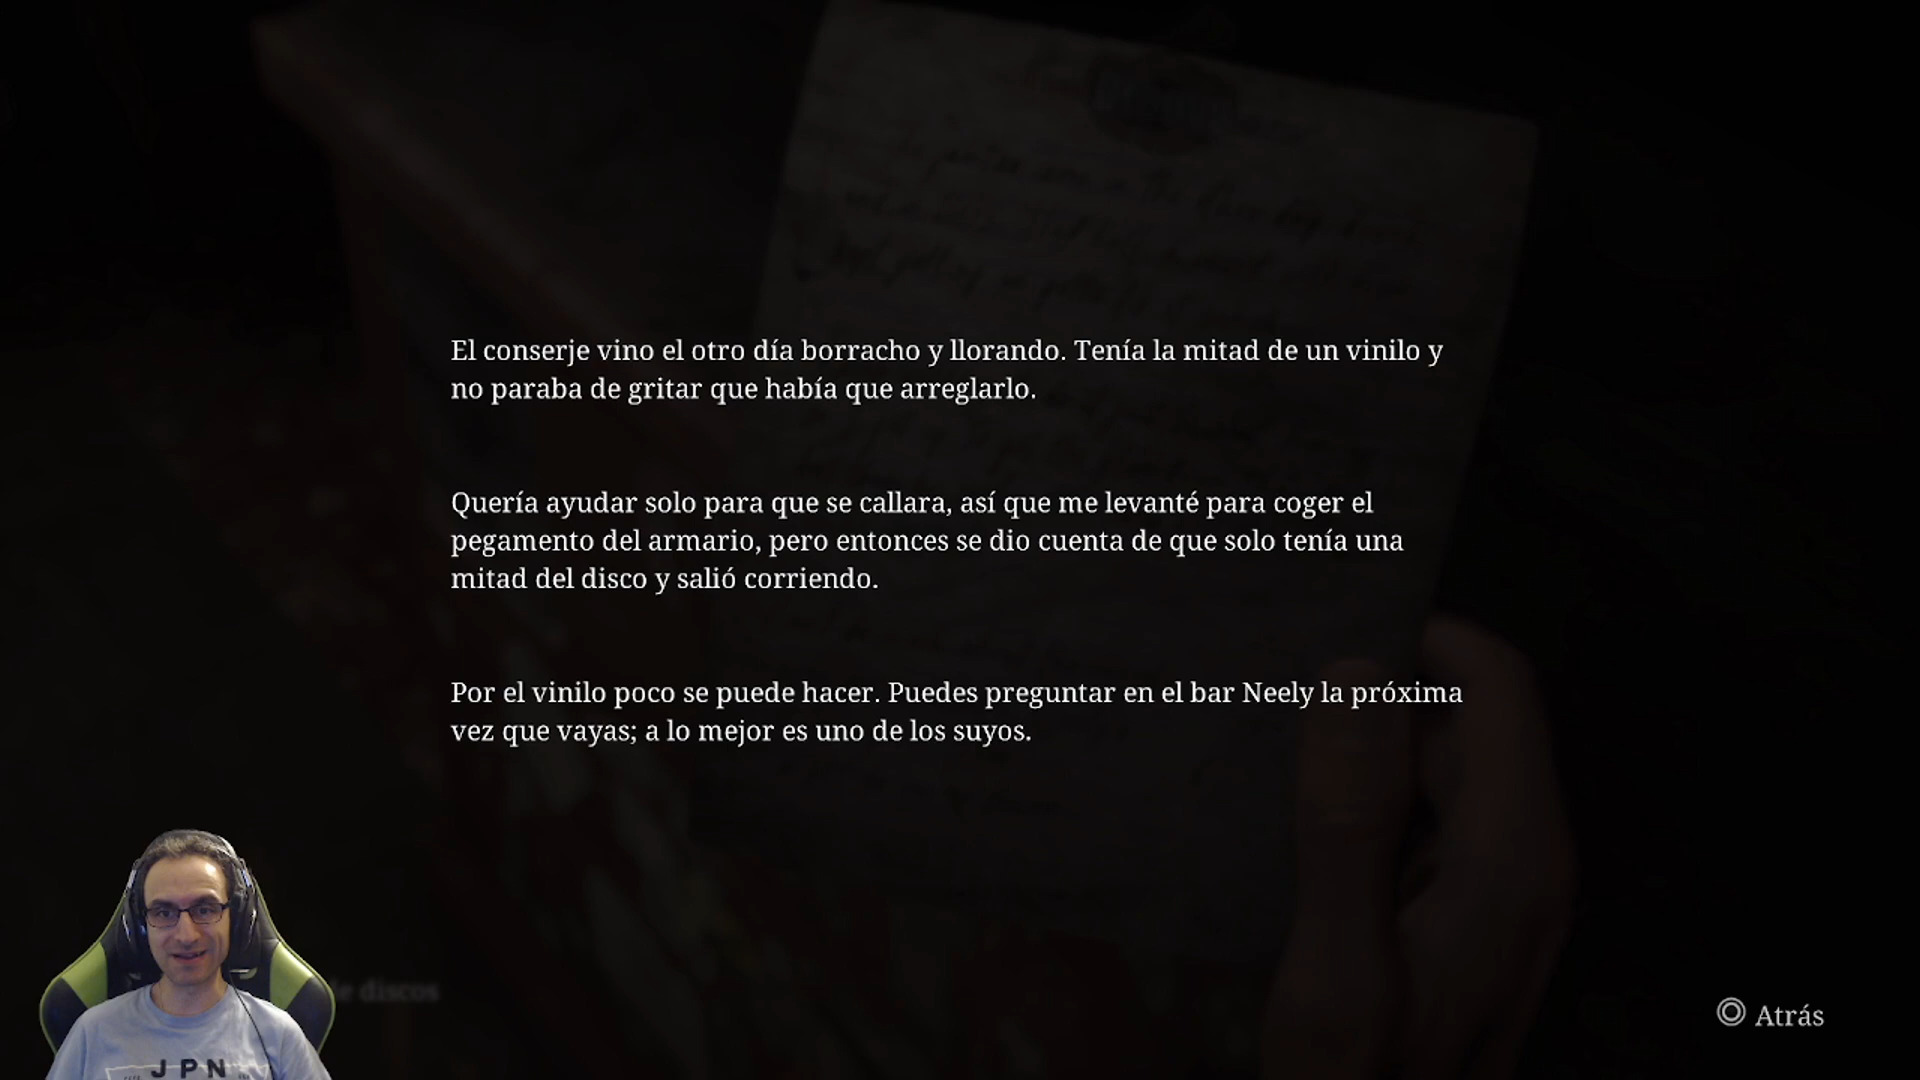 El conserje vino el otro día borracho y llorando. Tenía la mitad de un vinilo y
no paraba de gritar que había que arreglarlo.
Quería ayudar solo para que se callara, así que me levanté para coger el
pegamento del armario, pero entonces se dio cuenta de que solo tenía una
mitad del disco y salió corriendo.
Por el vinilo poco se puede hacer. Puedes preguntar en el bar Neely la próxima
vez que vayas; a lo mejor es uno de los suyos.
de discos
Atrás
JPN